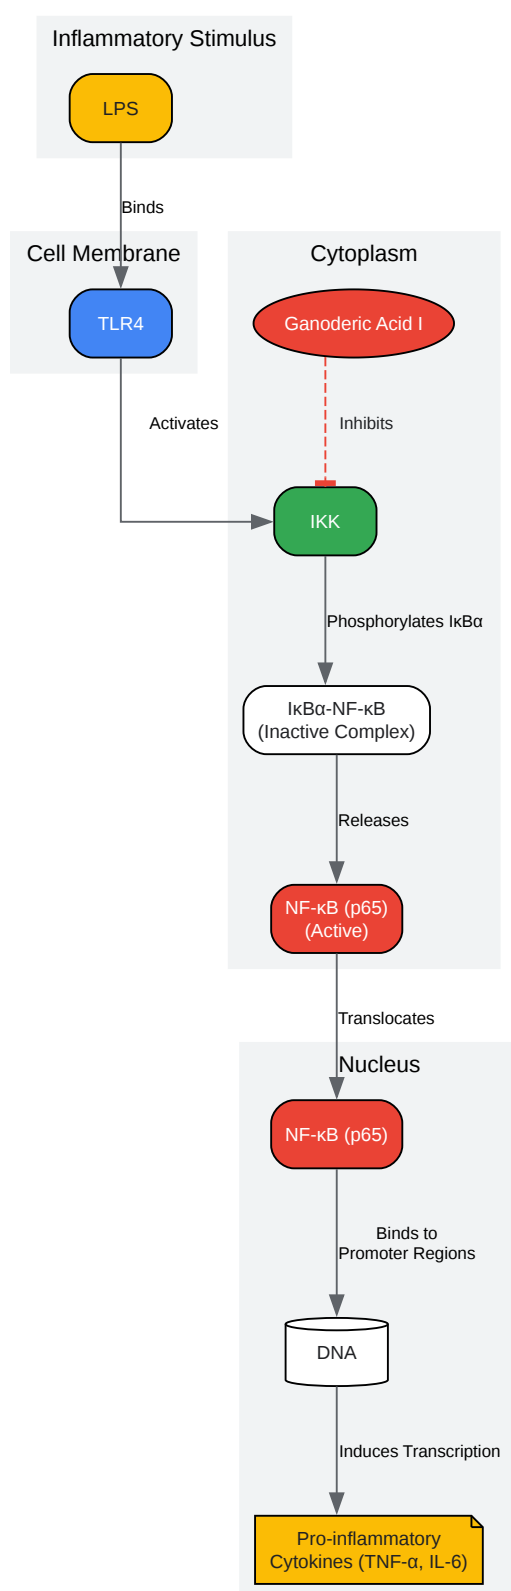 Inflammatory Stimulus
LPS
Binds
Cell Membrane
TLR4
Activates
Cytoplasm
Ganoderic Acid I
Inhibits
IKK
Phosphorylates IκBα
IκBα-NF-κB
(Inactive Complex)
Releases
NF-κB (p65)
(Active)
Translocates
Nucleus
NF-κB (p65)
Binds to
Promoter Regions
DNA
Induces Transcription
Pro-inflammatory
Cytokines (TNF-α, IL-6)